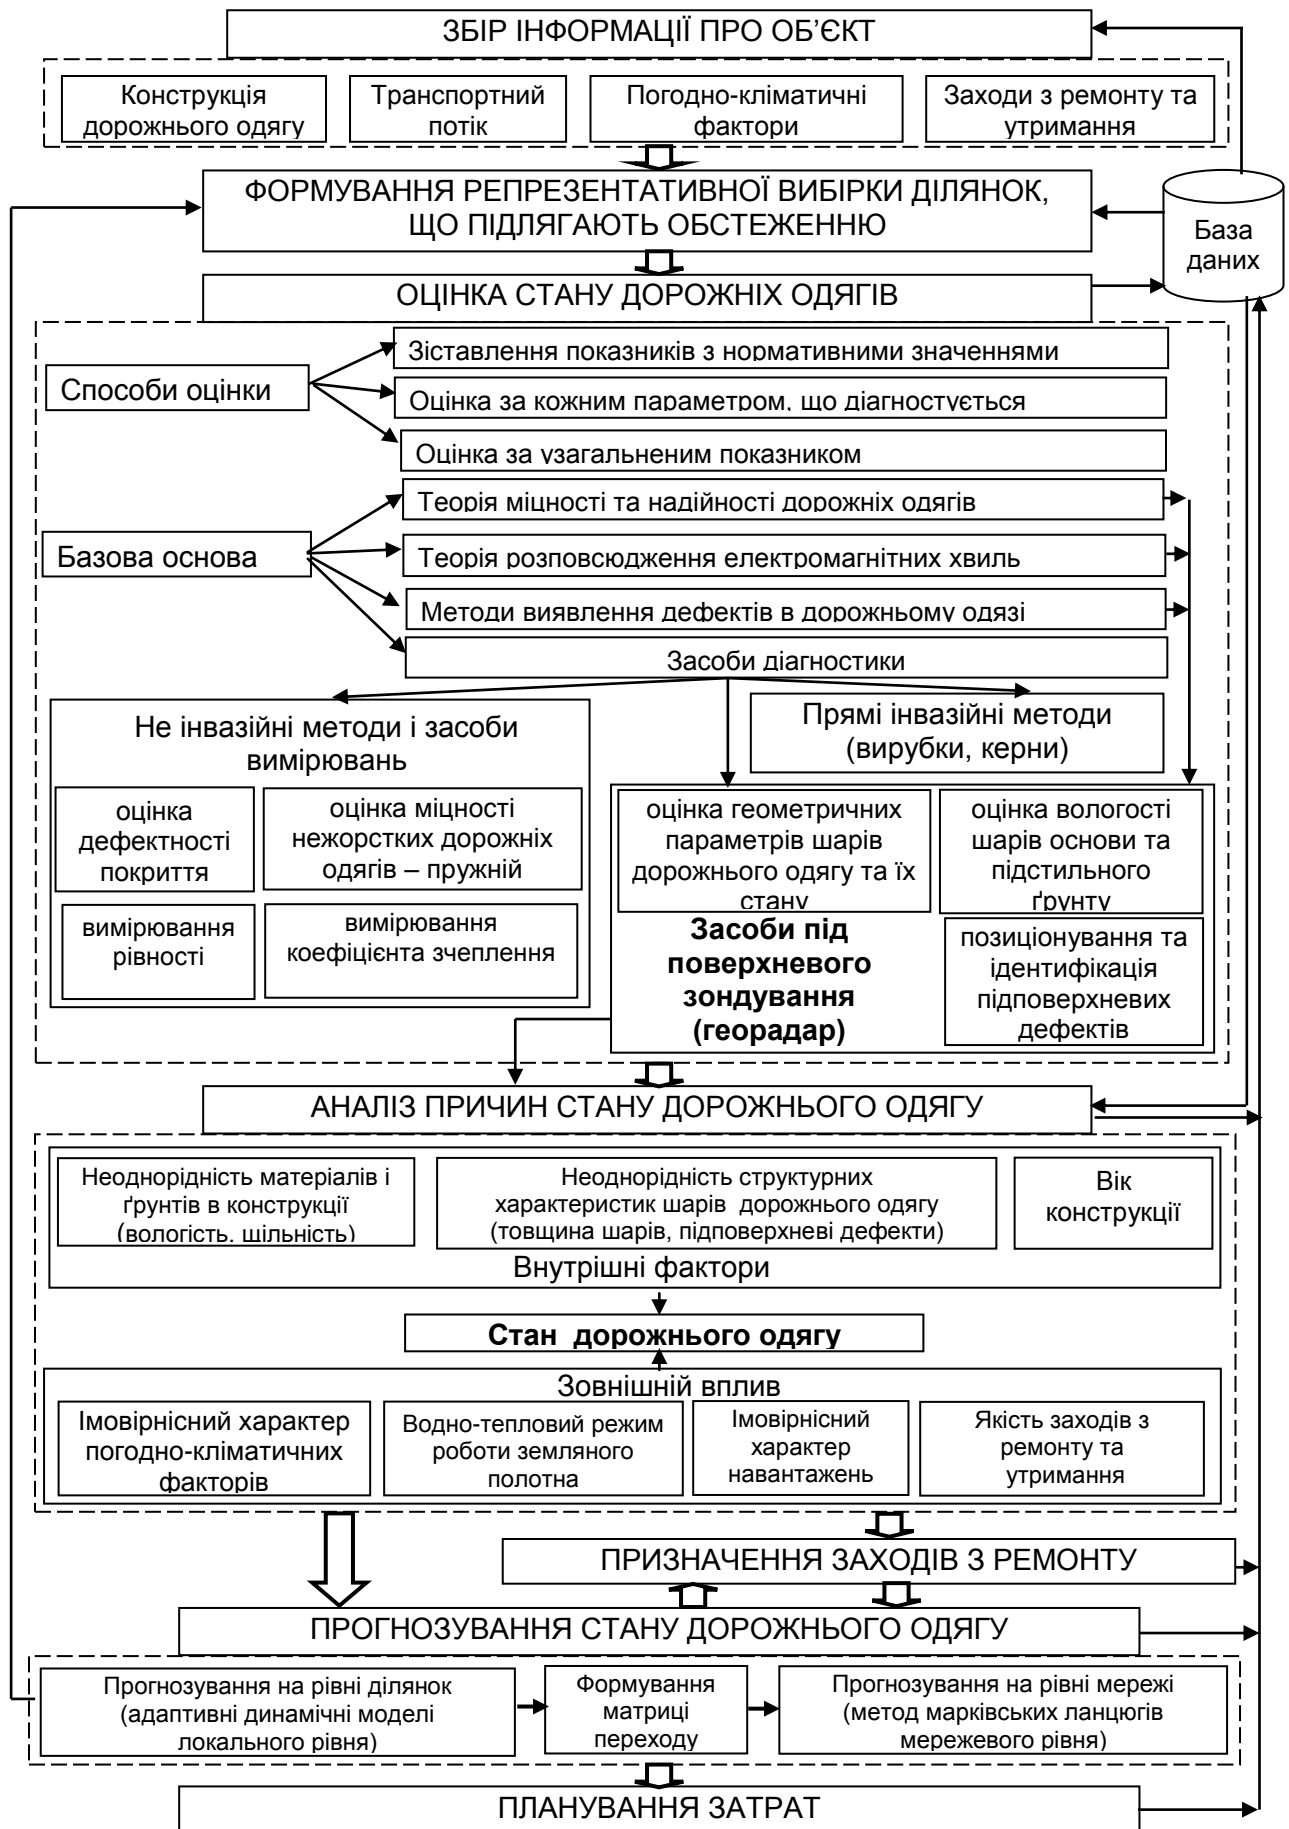 ЗБІР ІНФОРМАЦІЇ ПРО ОБ’ЄКТ
Конструкція
дорожнього одягу
Транспортний
потік
Погодно-кліматичні
фактори
Заходи з ремонту та
утримання
ФОРМУВАННЯ РЕПРЕЗЕНТАТИВНОЇ ВИБІРКИ ДІЛЯНОК,
ЩО ПІДЛЯГАЮТЬ ОБСТЕЖЕННЮ
База
даних
ОЦІНКА СТАНУ ДОРОЖНІХ ОДЯГІВ
Способи оцінки
Зіставлення показників з нормативними значеннями
Оцінка за кожним параметром, що діагностується
Оцінка за узагальненим показником
Базова основа
Теорія міцності та надійності дорожніх одягів
Теорія розповсюдження електромагнітних хвиль
Методи виявлення дефектів в дорожньому одязі
Засоби діагностики
Не інвазійні методи і засоби
вимірювань
оцінка
дефектності
покриття
оцінка міцності
нежорстких дорожніх
одягів – пружній
вимірювання
рівності
вимірювання
коефіцієнта зчеплення
Прямі інвазійні методи
(вирубки, керни)
оцінка геометричних
параметрів шарів
дорожнього одягу та їх
стану
оцінка вологості
шарів основи та
підстильного
ґрунту
Засоби під
поверхневого
зондування
(георадар)
позиціонування та
ідентифікація
підповерхневих
дефектів
АНАЛІЗ ПРИЧИН СТАНУ ДОРОЖНЬОГО ОДЯГУ
Неоднорідність матеріалів і
ґрунтів в конструкції
(вологість, щільність)
Неоднорідність структурних
характеристик шарів дорожнього одягу
(товщина шарів, підповерхневі дефекти)
Вік
конструкції
Внутрішні фактори
Стан дорожнього одягу
Зовнішній вплив
Імовірнісний характер
погодно-кліматичних
факторів
Водно-тепловий режим
роботи земляного
полотна
Імовірнісний
характер
навантажень
Якість заходів з
ремонту та
утримання
ПРИЗНАЧЕННЯ ЗАХОДІВ З РЕМОНТУ
ПРОГНОЗУВАННЯ СТАНУ ДОРОЖНЬОГО ОДЯГУ
Прогнозування на рівні ділянок
(адаптивні динамічні моделі
локального рівня)
Формування
матриці
переходу
Прогнозування на рівні мережі
(метод марківських ланцюгів
мережевого рівня)
ПЛАНУВАННЯ ЗАТРАТ